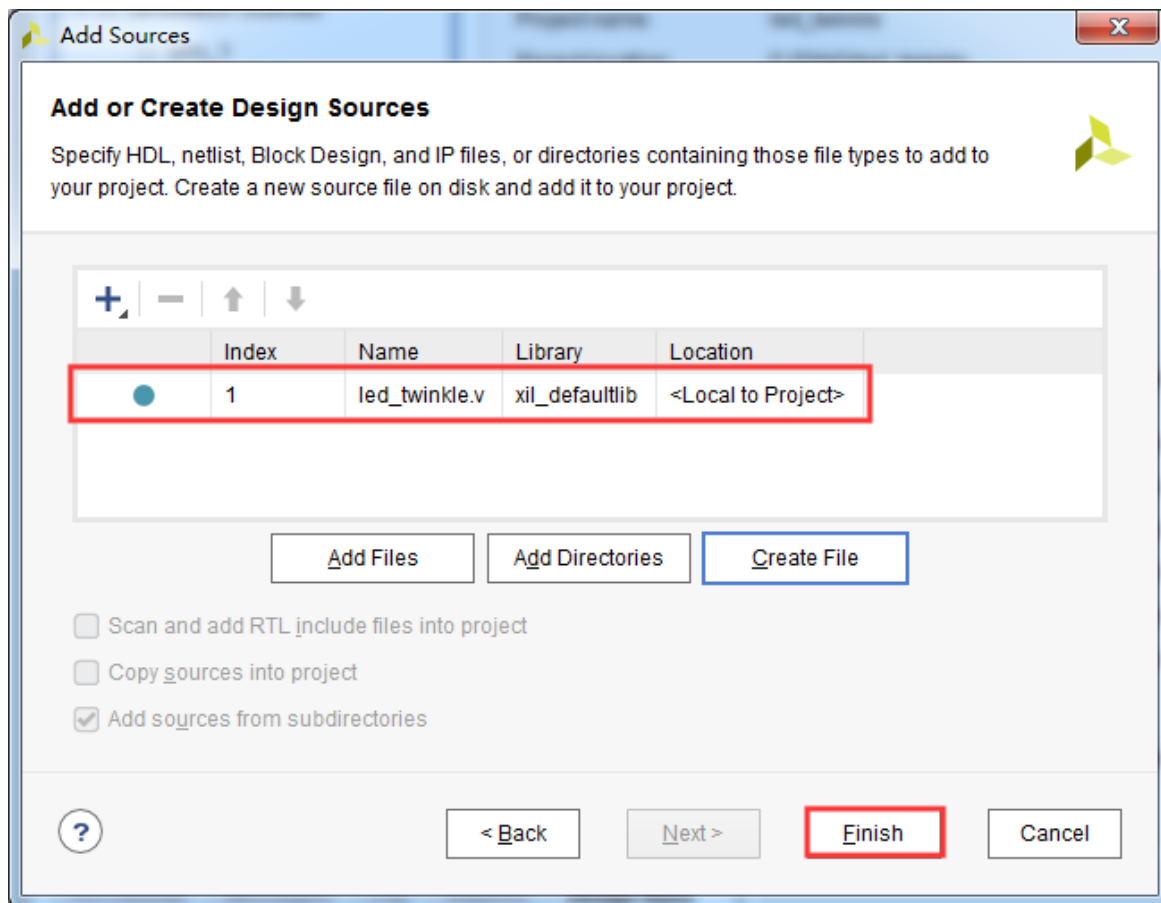 Add Sources
Add or Create Design Sources
Specify HDL, netlist, Block Design, and IP files, or directories containing those file types to add to
your project. Create a new source file on disk and add it to your project.
Index Name Library Location
1 led_twinkle.v xil_defaultlib <Local to Project>
Add Files Add Directories Create File
Scan and add RTL include files into project
Copy sources into project
Add sources from subdirectories
? < Back Next > Finish Cancel